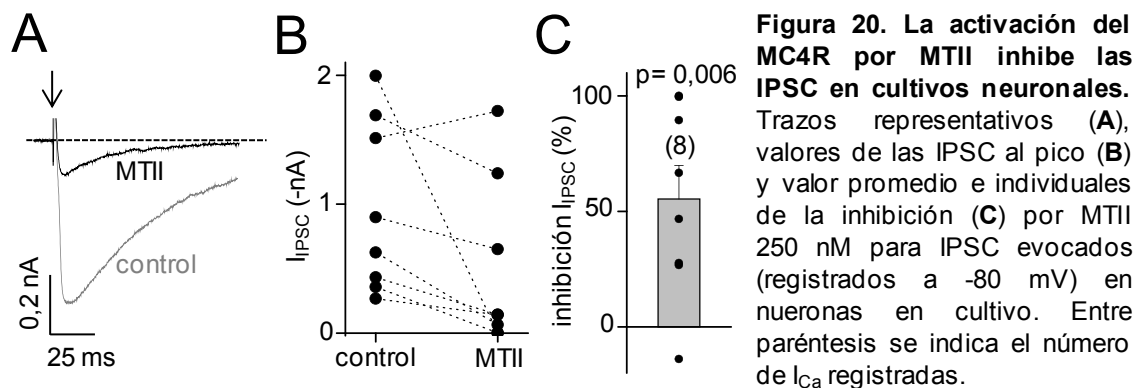 A
MTII
control
0,2 nA
25 ms
B
I_IPSC (-nA)
2
1
0
control
MTII
C
p= 0,006
inhibición I_IPSC (%)
100
50
0
(8)
Figura 20. La activación del
MC4R por MTII inhibe las
IPSC en cultivos neuronales.
Trazos representativos (A),
valores de las IPSC al pico (B)
y valor promedio e individuales
de la inhibición (C) por MTII
250 nM para IPSC evocados
(registrados a -80 mV) en
nueronas en cultivo. Entre
paréntesis se indica el número
de I_Ca registradas.